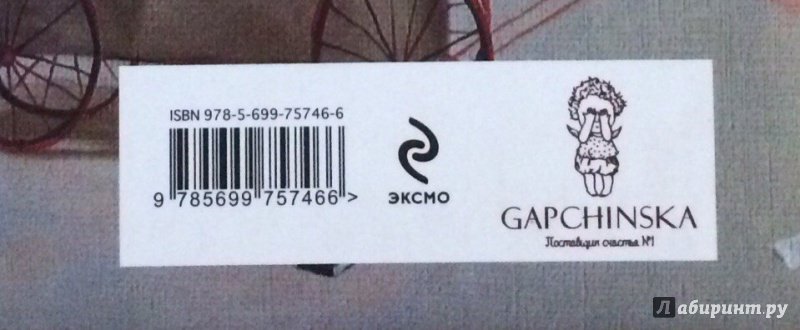 ISBN 978-5-699-75746-6
9 785699 757466 >
ЭКСМО
GAPCHINSKA
Поставщик счастья №1
Лабиринт.ру